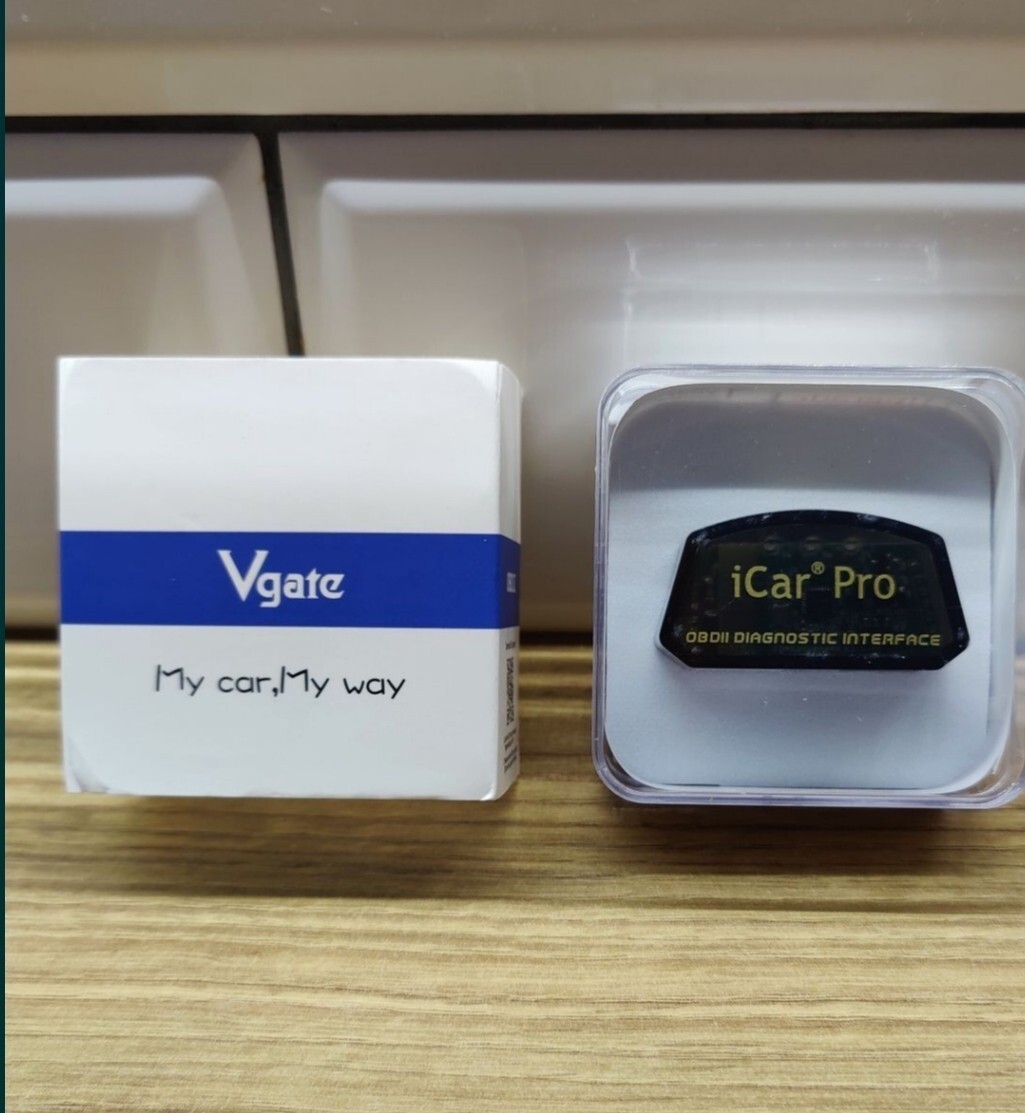 Vgate
My car,My way
iCar® Pro
OBDII DIAGNOSTIC INTERFACE